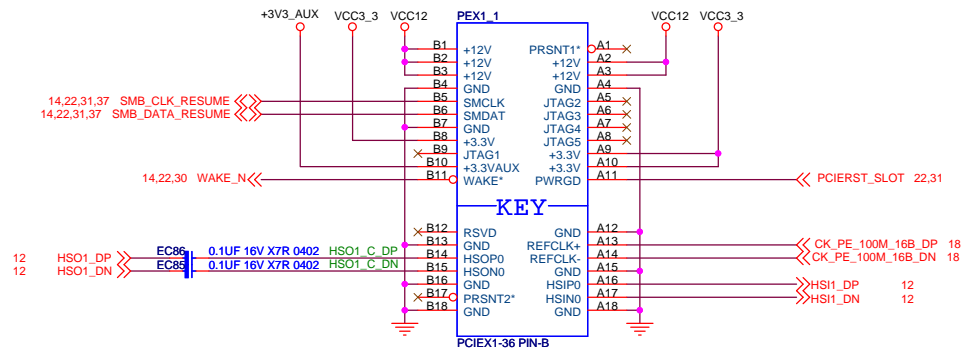 +3V3_AUX VCC3_3 VCC12 PEX1_1 VCC12 VCC3_3
B1 +12V PRSNT1* A1
B2 +12V +12V A2
B3 +12V +12V A3
B4 GND GND A4
14,22,31,37 SMB_CLK_RESUME B5 SMCLK JTAG2 A5
14,22,31,37 SMB_DATA_RESUME B6 SMDAT JTAG3 A6
B7 GND JTAG4 A7
B8 +3.3V JTAG5 A8
B9 JTAG1 +3.3V A9
B10 +3.3VAUX +3.3V A10
14,22,30 WAKE_N B11 WAKE* PWRGD A11 PCIERST_SLOT 22,31
KEY
B12 RSVD GND A12
B13 GND REFCLK+ A13 CK_PE_100M_16B_DP 18
12 HSO1_DP EC86 0.1UF 16V X7R 0402 HSO1_C_DP B14 HSOP0 REFCLK- A14 CK_PE_100M_16B_DN 18
12 HSO1_DN EC85 0.1UF 16V X7R 0402 HSO1_C_DN B15 HSON0 GND A15
B16 GND HSIP0 A16 HSI1_DP 12
B17 PRSNT2* HSIN0 A17 HSI1_DN 12
B18 GND GND A18
PCIEX1-36 PIN-B